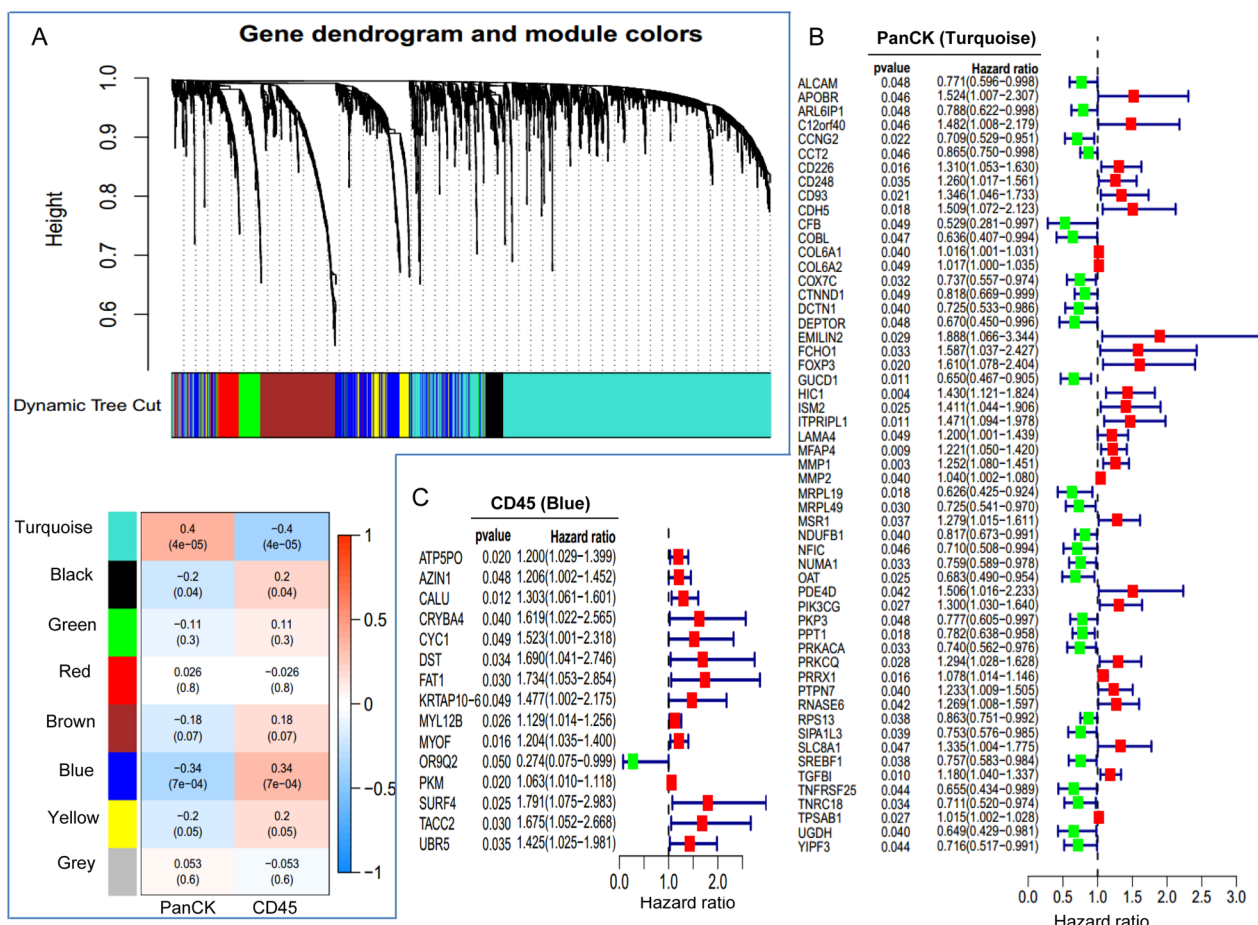 A
Gene dendrogram and module colors
Height
1.0
0.9
0.8
0.7
0.6
Dynamic Tree Cut
Turquoise 0.4 −0.4
(4e-05) (4e-05)
Black −0.2 0.2
(0.04) (0.04)
Green −0.11 0.11
(0.3) (0.3)
Red 0.026 −0.026
(0.8) (0.8)
Brown −0.18 0.18
(0.07) (0.07)
Blue −0.34 0.34
(7e-04) (7e-04)
Yellow −0.2 0.2
(0.05) (0.05)
Grey 0.053 −0.053
(0.6) (0.6)
PanCK CD45
1
0.5
0
−0.5
−1
B
PanCK (Turquoise)
pvalue Hazard ratio
ALCAM 0.048 0.771(0.596−0.998)
APOBR 0.046 1.524(1.007−2.307)
ARL6IP1 0.048 0.788(0.622−0.998)
C12orf40 0.046 1.482(1.008−2.179)
CCNG2 0.022 0.709(0.529−0.951)
CCT2 0.046 0.865(0.750−0.998)
CD226 0.016 1.310(1.053−1.630)
CD248 0.035 1.260(1.017−1.561)
CD93 0.021 1.346(1.046−1.733)
CDH5 0.018 1.509(1.072−2.123)
CFB 0.049 0.529(0.281−0.997)
COBL 0.047 0.636(0.407−0.994)
COL6A1 0.040 1.016(1.001−1.031)
COL6A2 0.049 1.017(1.000−1.035)
COX7C 0.032 0.737(0.557−0.974)
CTNND1 0.049 0.818(0.669−0.999)
DCTN1 0.040 0.725(0.533−0.986)
DEPTOR 0.048 0.670(0.450−0.996)
EMILIN2 0.029 1.888(1.066−3.344)
FCHO1 0.033 1.587(1.037−2.427)
FOXP3 0.020 1.610(1.078−2.404)
GUCD1 0.011 0.650(0.467−0.905)
HIC1 0.004 1.430(1.121−1.824)
ISM2 0.025 1.411(1.044−1.906)
ITPRIPL1 0.011 1.471(1.094−1.978)
LAMA4 0.049 1.200(1.001−1.439)
MFAP4 0.009 1.221(1.050−1.420)
MMP1 0.003 1.252(1.080−1.451)
MMP2 0.040 1.040(1.002−1.080)
MRPL19 0.018 0.626(0.425−0.924)
MRPL49 0.030 0.725(0.541−0.970)
MSR1 0.037 1.279(1.015−1.611)
NDUFB1 0.040 0.817(0.673−0.991)
NFIC 0.046 0.710(0.508−0.994)
NUMA1 0.033 0.759(0.589−0.978)
OAT 0.025 0.683(0.490−0.954)
PDE4D 0.042 1.506(1.016−2.233)
PIK3CG 0.027 1.300(1.030−1.640)
PKP3 0.048 0.777(0.605−0.997)
PPT1 0.018 0.782(0.638−0.958)
PRKACA 0.033 0.740(0.562−0.976)
PRKCQ 0.028 1.294(1.028−1.628)
PRRX1 0.016 1.078(1.014−1.146)
PTPN7 0.040 1.233(1.009−1.505)
RNASE6 0.042 1.269(1.008−1.597)
RPS13 0.038 0.863(0.751−0.992)
SIPA1L3 0.039 0.753(0.576−0.985)
SLC8A1 0.047 1.335(1.004−1.775)
SREBF1 0.038 0.757(0.583−0.984)
TGFBI 0.010 1.180(1.040−1.337)
TNFRSF25 0.044 0.655(0.434−0.989)
TNRC18 0.034 0.711(0.520−0.974)
TPSAB1 0.027 1.015(1.002−1.028)
UGDH 0.040 0.649(0.429−0.981)
YIPF3 0.044 0.716(0.517−0.991)
0.0 0.5 1.0 1.5 2.0 2.5 3.0
Hazard ratio
C
CD45 (Blue)
pvalue Hazard ratio
ATP5PO 0.020 1.200(1.029−1.399)
AZIN1 0.048 1.206(1.002−1.452)
CALU 0.012 1.303(1.061−1.601)
CRYBA4 0.040 1.619(1.022−2.565)
CYC1 0.049 1.523(1.001−2.318)
DST 0.034 1.690(1.041−2.746)
FAT1 0.030 1.734(1.053−2.854)
KRTAP10−6 0.049 1.477(1.002−2.175)
MYL12B 0.026 1.129(1.014−1.256)
MYOF 0.016 1.204(1.035−1.400)
OR9Q2 0.050 0.274(0.075−0.999)
PKM 0.020 1.063(1.010−1.118)
SURF4 0.025 1.791(1.075−2.983)
TACC2 0.030 1.675(1.052−2.668)
UBR5 0.035 1.425(1.025−1.981)
0.0 1.0 2.0
Hazard ratio